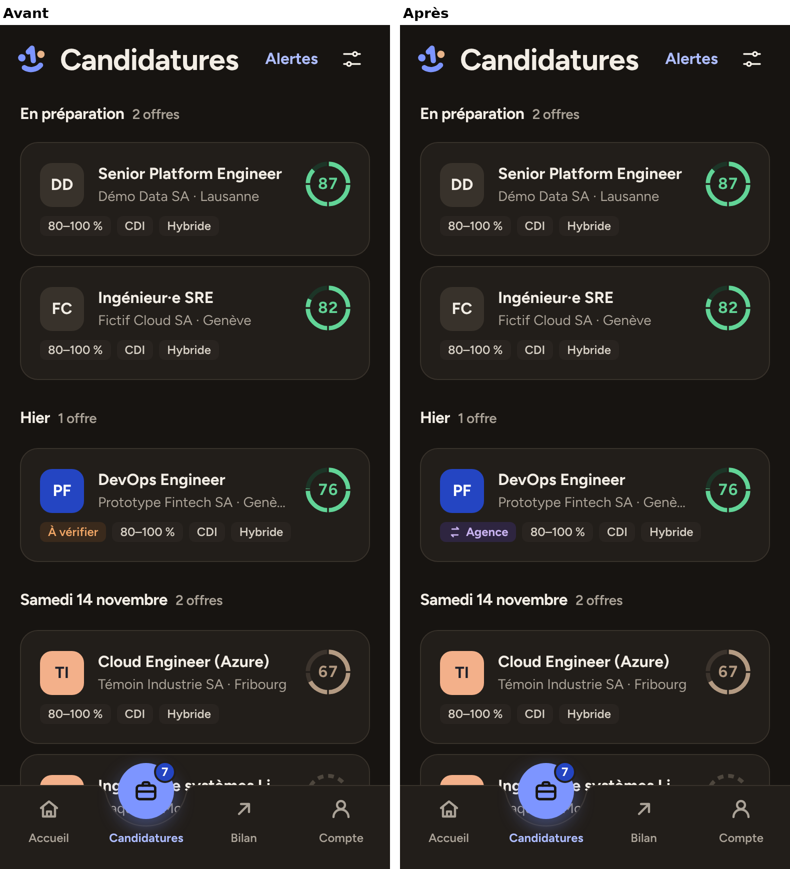 Avant
Candidatures Alertes
En préparation 2 offres
DD Senior Platform Engineer 87
Démo Data SA · Lausanne
80–100 % CDI Hybride
FC Ingénieur·e SRE 82
Fictif Cloud SA · Genève
80–100 % CDI Hybride
Hier 1 offre
PF DevOps Engineer 76
Prototype Fintech SA · Genè...
À vérifier 80–100 % CDI Hybride
Samedi 14 novembre 2 offres
TI Cloud Engineer (Azure) 67
Témoin Industrie SA · Fribourg
80–100 % CDI Hybride
7
systèmes Li
Accueil Candidatures Bilan Compte
Après
Candidatures Alertes
En préparation 2 offres
DD Senior Platform Engineer 87
Démo Data SA · Lausanne
80–100 % CDI Hybride
FC Ingénieur·e SRE 82
Fictif Cloud SA · Genève
80–100 % CDI Hybride
Hier 1 offre
PF DevOps Engineer 76
Prototype Fintech SA · Genè...
Agence 80–100 % CDI Hybride
Samedi 14 novembre 2 offres
TI Cloud Engineer (Azure) 67
Témoin Industrie SA · Fribourg
80–100 % CDI Hybride
7
systèmes Li
Accueil Candidatures Bilan Compte